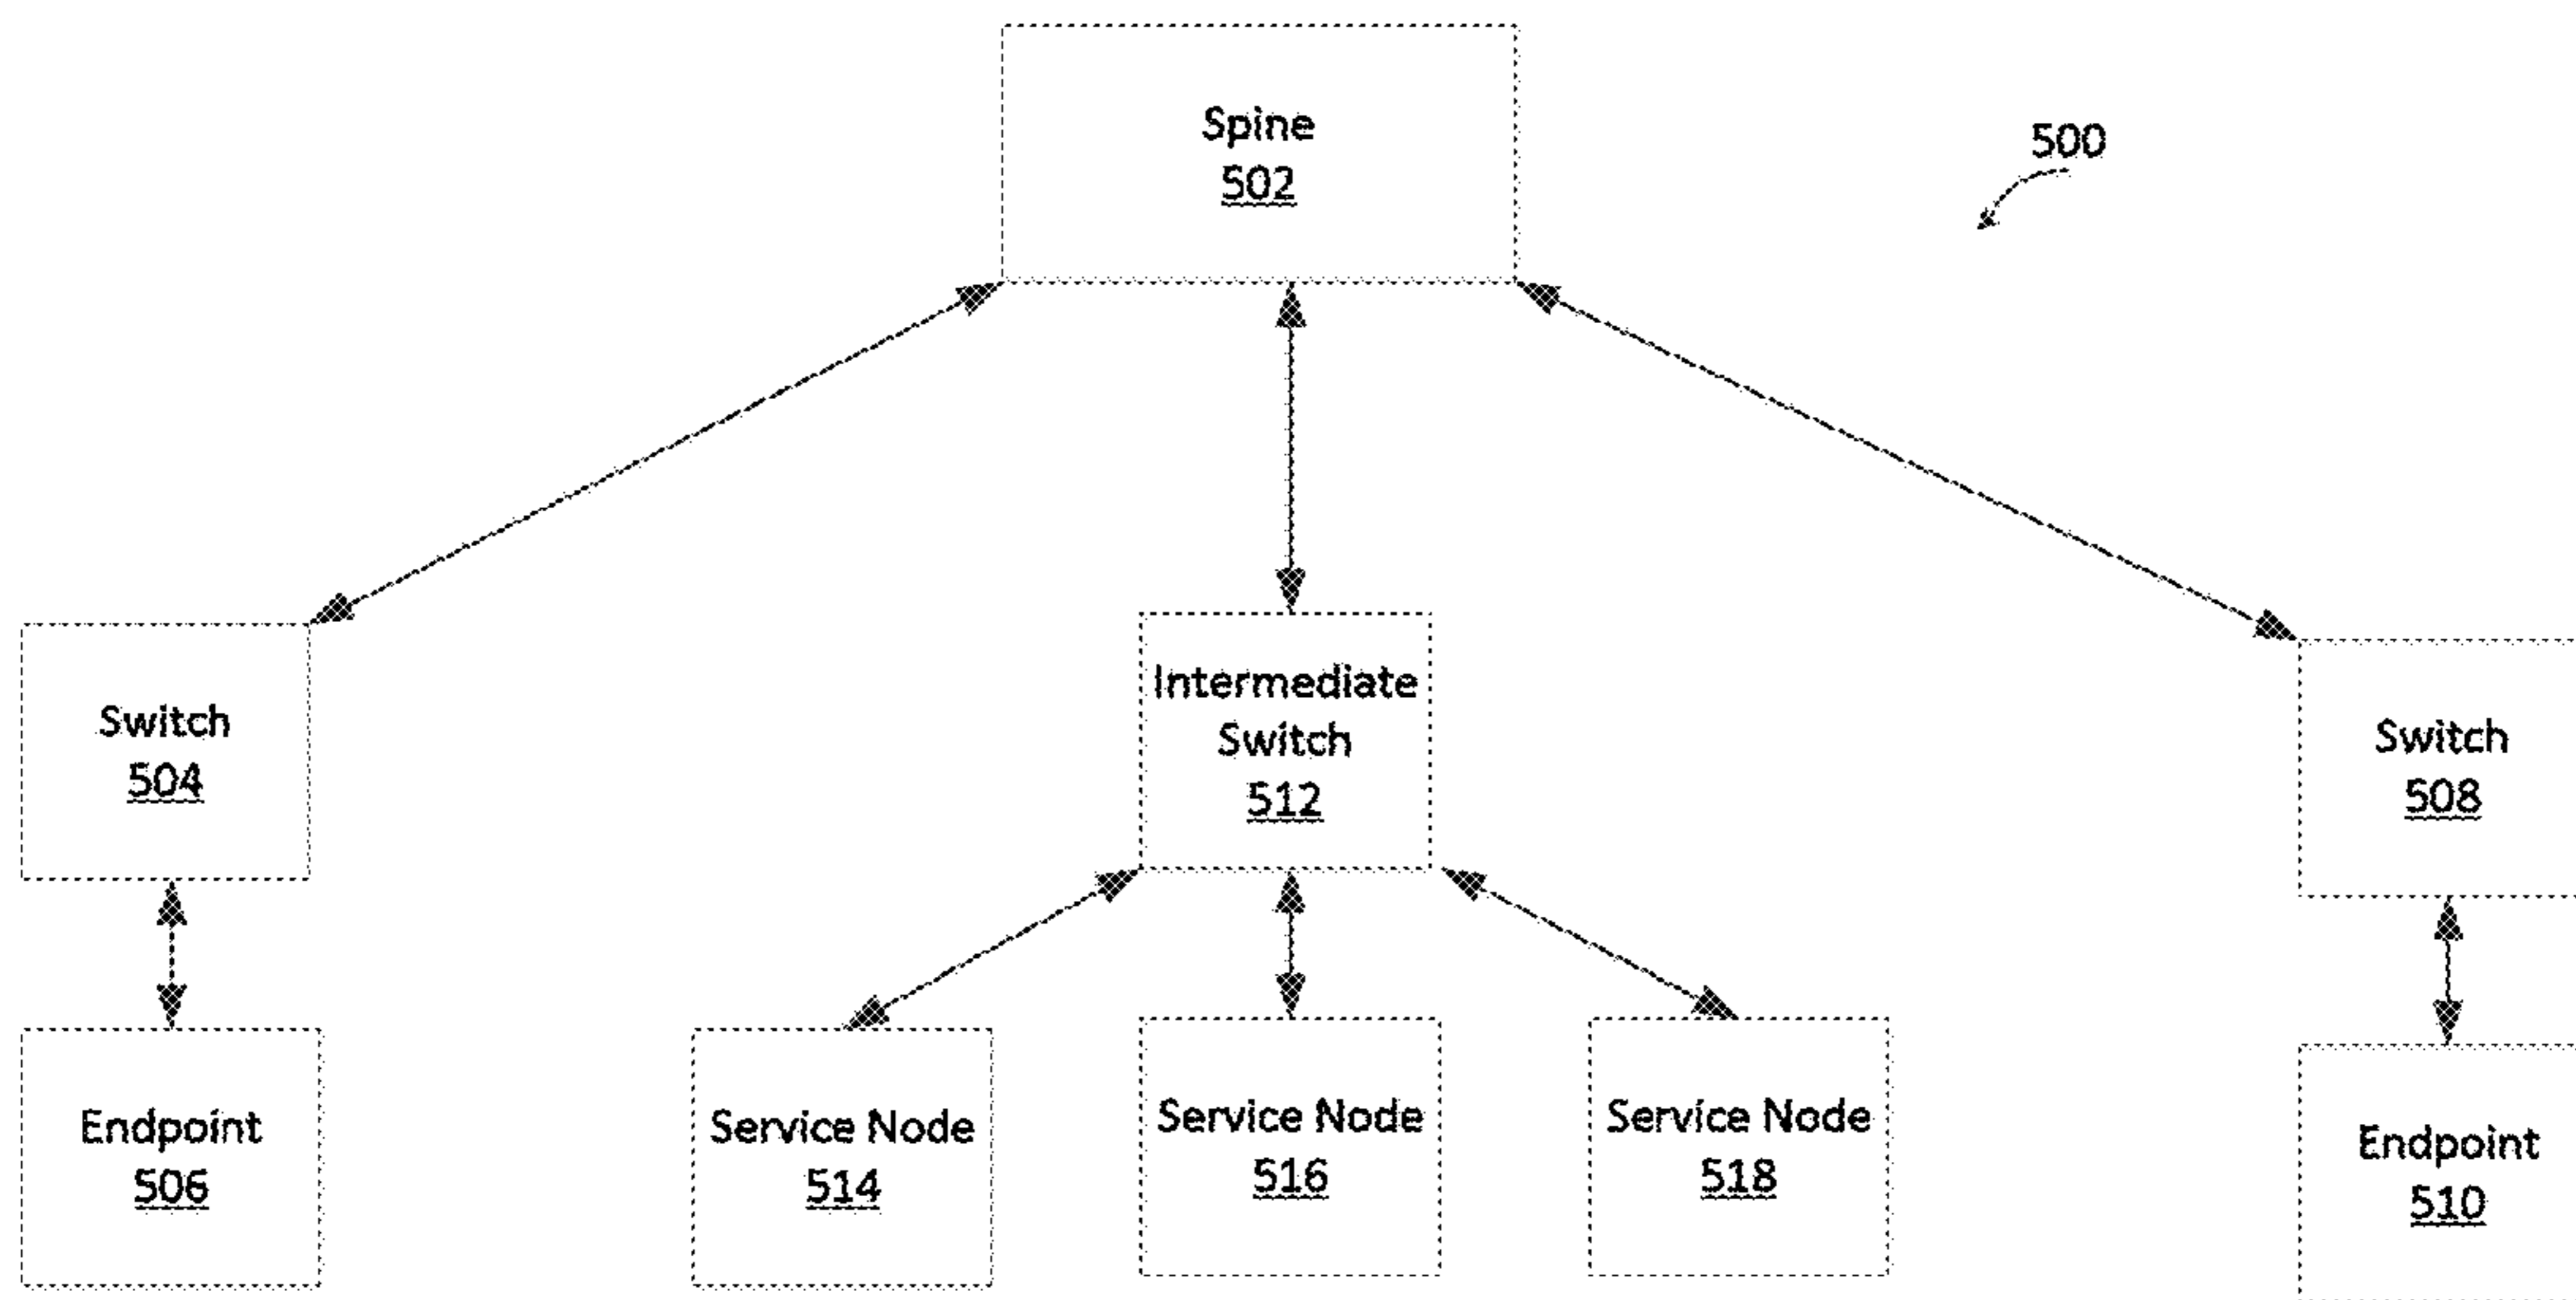 Spine
502
500
Switch
504
Intermediate
Switch
512
Switch
508
Endpoint
506
Service Node
514
Service Node
516
Service Node
518
Endpoint
510